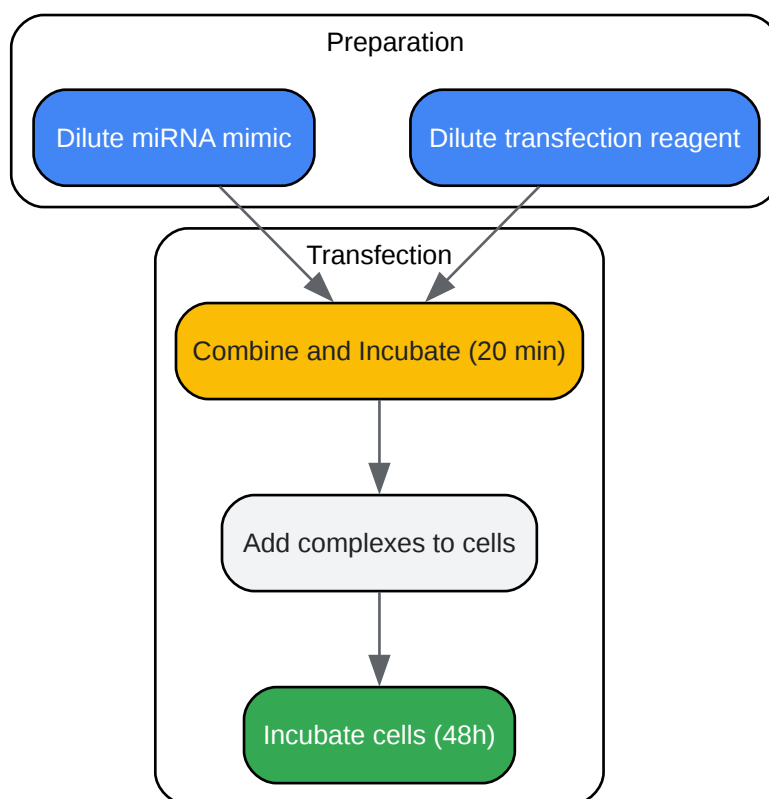 Preparation
Dilute miRNA mimic
Dilute transfection reagent
Transfection
Combine and Incubate (20 min)
Add complexes to cells
Incubate cells (48h)